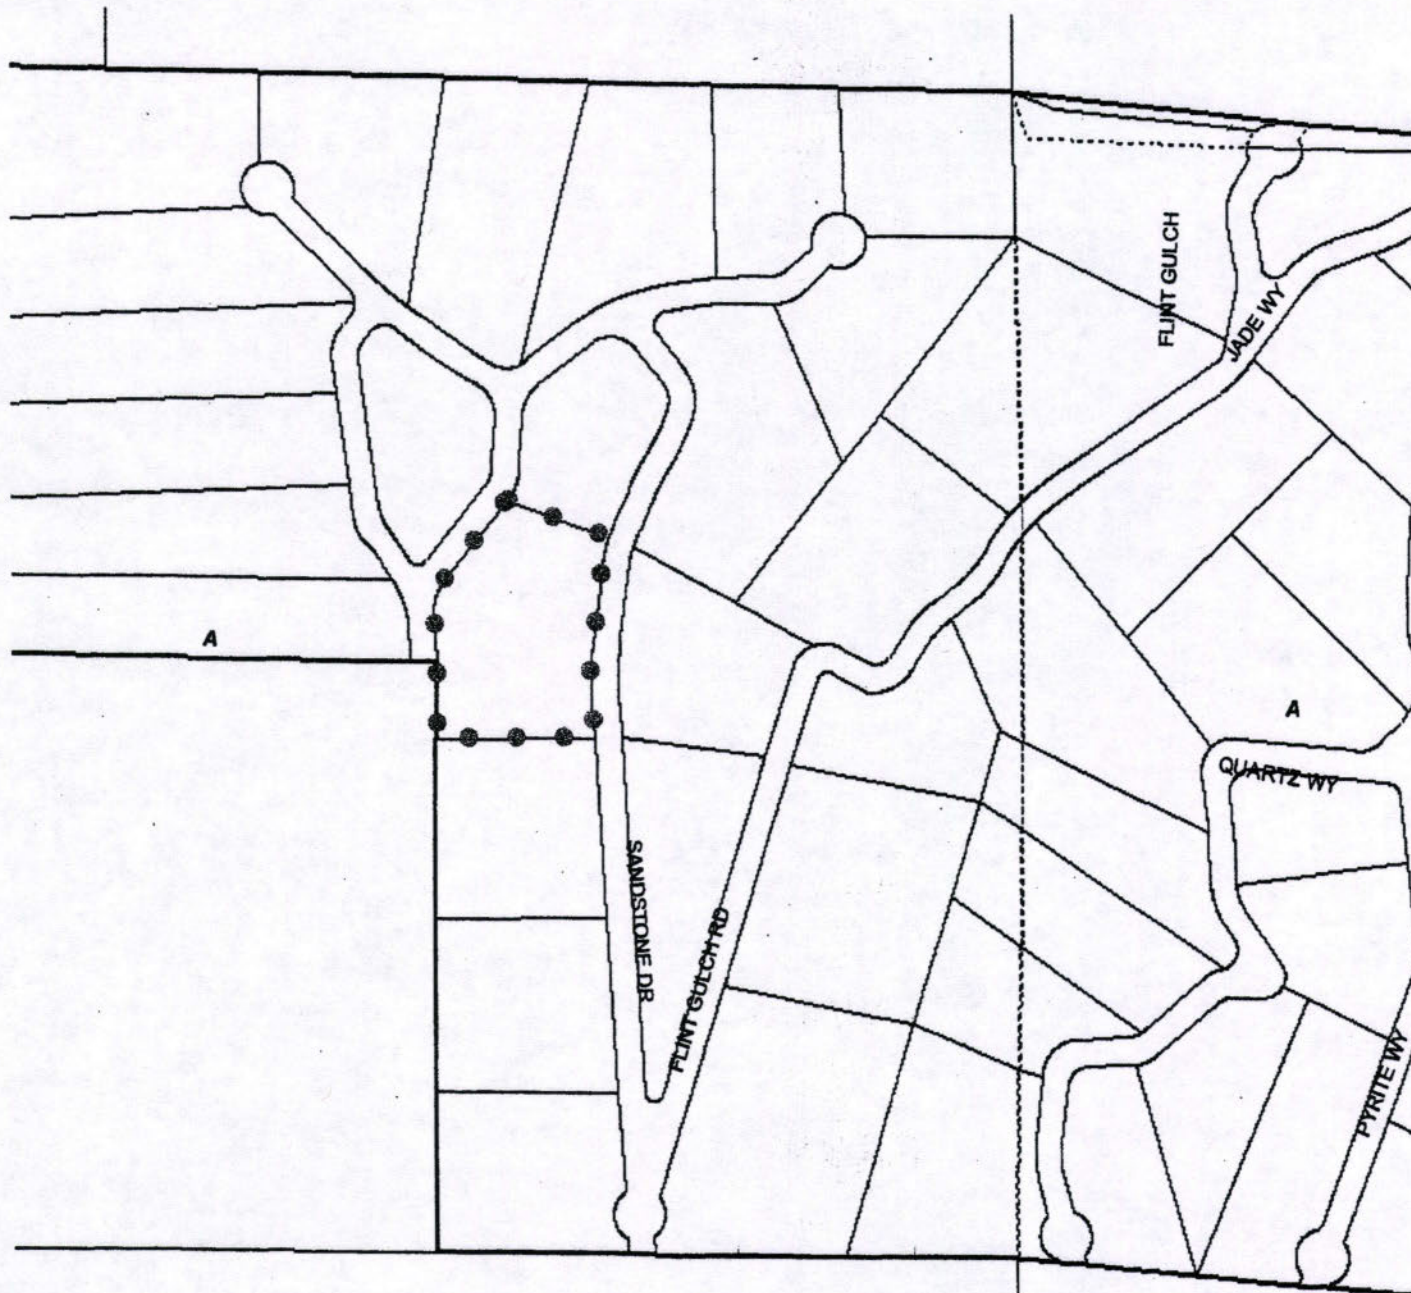 FLINT GULCH
JADE WY
A
A
QUARTZ WY
SANDSTONE DR
FLINT GULCH RD
PYRITE WY